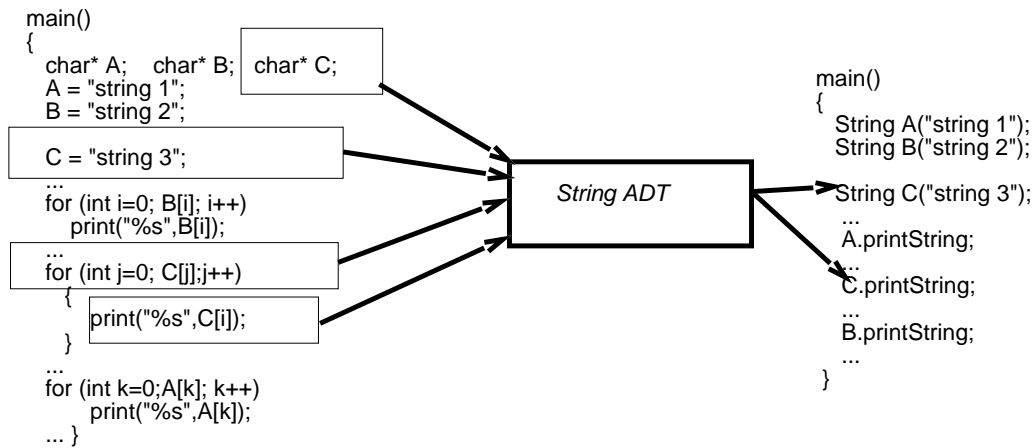 main()
{
char* A; char* B; char* C;
A = "string 1";
B = "string 2";
C = "string 3";
...
for (int i=0; B[i]; i++)
print("%s",B[i]);
...
for (int j=0; C[j];j++)
{
print("%s",C[i]);
}
...
for (int k=0;A[k]; k++)
print("%s",A[k]);
... }
String ADT
main()
{
String A("string 1");
String B("string 2");
String C("string 3");
...
A.printString;
...
C.printString;
...
B.printString;
...
}